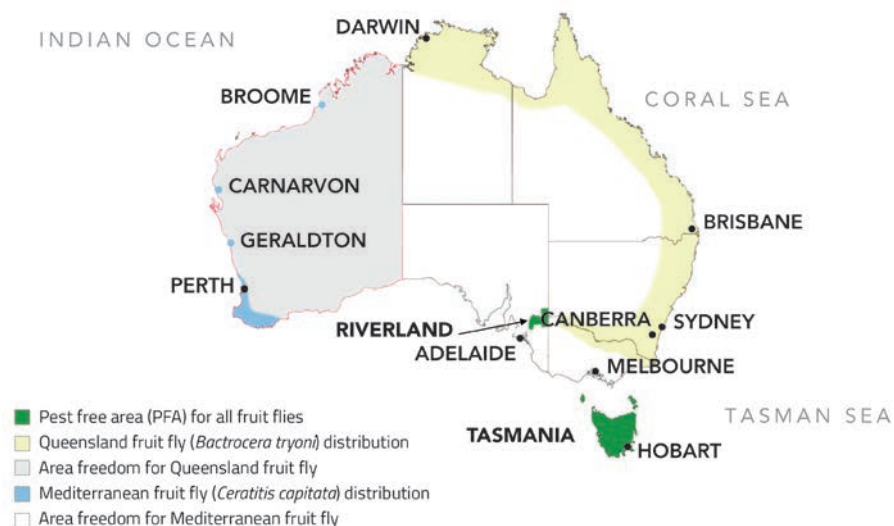 INDIAN OCEAN
DARWIN
BROOME
CORAL SEA
CARNARVON
GERALDTON
BRISBANE
PERTH
RIVERLAND
CANBERRA
SYDNEY
ADELAIDE
MELBOURNE
TASMAN SEA
TASMANIA
HOBART
Pest free area (PFA) for all fruit flies
Queensland fruit fly (Bactrocera tryoni) distribution
Area freedom for Queensland fruit fly
Mediterranean fruit fly (Ceratitis capitata) distribution
Area freedom for Mediterranean fruit fly